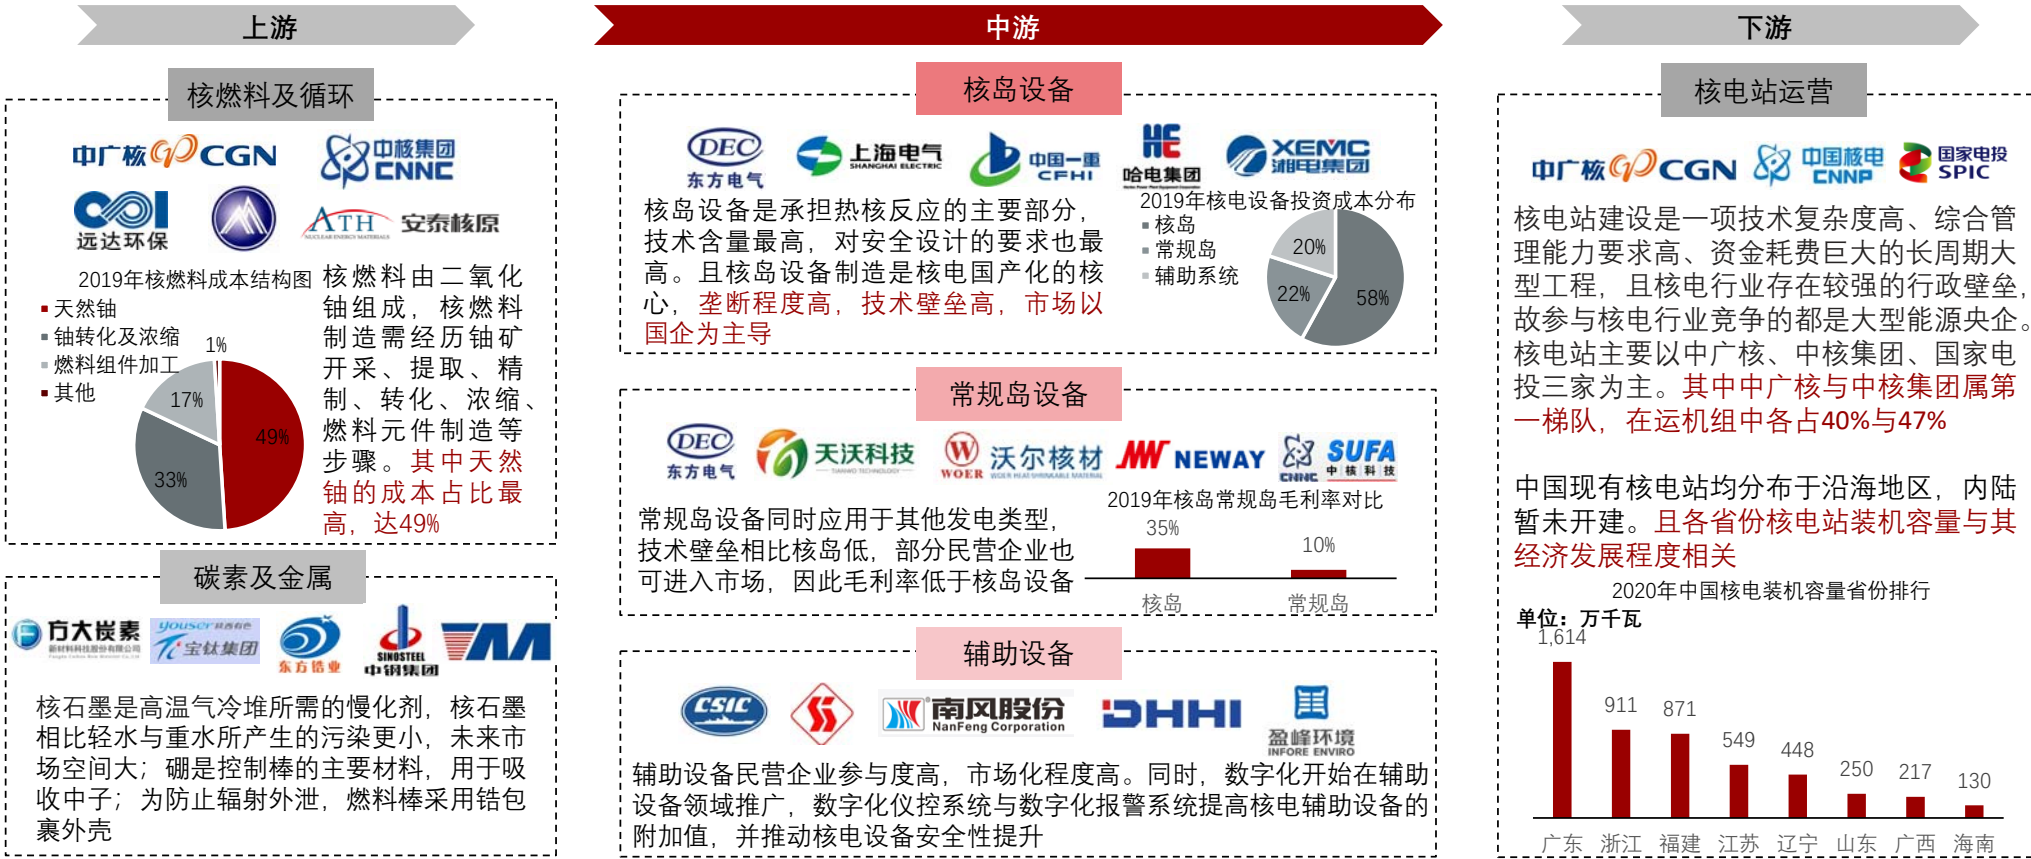 上游
核燃料及循环
中广核 CGN
中核集团
CNNC
远达环保
ATH
NUCLEAR ENERGY MATERIALS
安泰核原
2019年核燃料成本结构图
天然铀
铀转化及浓缩
燃料组件加工
其他
1%
17%
49%
33%
核燃料由二氧化
铀组成，核燃料
制造需经历铀矿
开采、提取、精
制、转化、浓缩、
燃料元件制造等
步骤。其中天然
铀的成本占比最
高，达49%
碳素及金属
方大炭素
新材料科技股份有限公司
youser
宝钛集团
东方锆业
SINOSTEEL
中钢集团
核石墨是高温气冷堆所需的慢化剂，核石墨
相比轻水与重水所产生的污染更小，未来市
场空间大；硼是控制棒的主要材料，用于吸
收中子；为防止辐射外泄，燃料棒采用锆包
裹外壳
中游
核岛设备
DEC
东方电气
上海电气
SHANGHAI ELECTRIC
中国一重
CFHI
HE
哈电集团
XEMC
湘电集团
核岛设备是承担热核反应的主要部分，
技术含量最高，对安全设计的要求也最
高。且核岛设备制造是核电国产化的核
心，垄断程度高，技术壁垒高，市场以
国企为主导
2019年核电设备投资成本分布
核岛
常规岛
辅助系统
20%
22%
58%
常规岛设备
DEC
东方电气
天沃科技
TIANWO TECHNOLOGY
W
WOER
沃尔核材
WOER HEAT-SHRINKABLE MATERIAL
NEWAY
CNNC
SUFA
中核科技
常规岛设备同时应用于其他发电类型，
技术壁垒相比核岛低，部分民营企业也
可进入市场，因此毛利率低于核岛设备
2019年核岛常规岛毛利率对比
35%
10%
核岛
常规岛
辅助设备
CSIC
南风股份
NanFeng Corporation
DHHI
盈峰环境
INFORE ENVIRO
辅助设备民营企业参与度高，市场化程度高。同时，数字化开始在辅助
设备领域推广，数字化仪控系统与数字化报警系统提高核电辅助设备的
附加值，并推动核电设备安全性提升
下游
核电站运营
中广核 CGN
中国核电
CNNP
国家电投
SPIC
核电站建设是一项技术复杂度高、综合管
理能力要求高、资金耗费巨大的长周期大
型工程，且核电行业存在较强的行政壁垒，
故参与核电行业竞争的都是大型能源央企。
核电站主要以中广核、中核集团、国家电
投三家为主。其中中广核与中核集团属第
一梯队，在运机组中各占40%与47%
中国现有核电站均分布于沿海地区，内陆
暂未开建。且各省份核电站装机容量与其
经济发展程度相关
2020年中国核电装机容量省份排行
单位：万千瓦
1,614
911
871
549
448
250
217
130
广东 浙江 福建 江苏 辽宁 山东 广西 海南